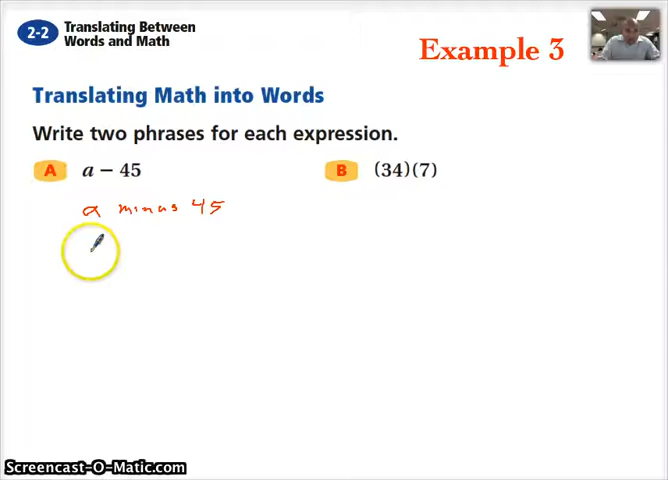 2-2 Translating Between
Words and Math
Example 3
Translating Math into Words
Write two phrases for each expression.
A a − 45
B (34)(7)
a minus 45
Screencast-O-Matic.com